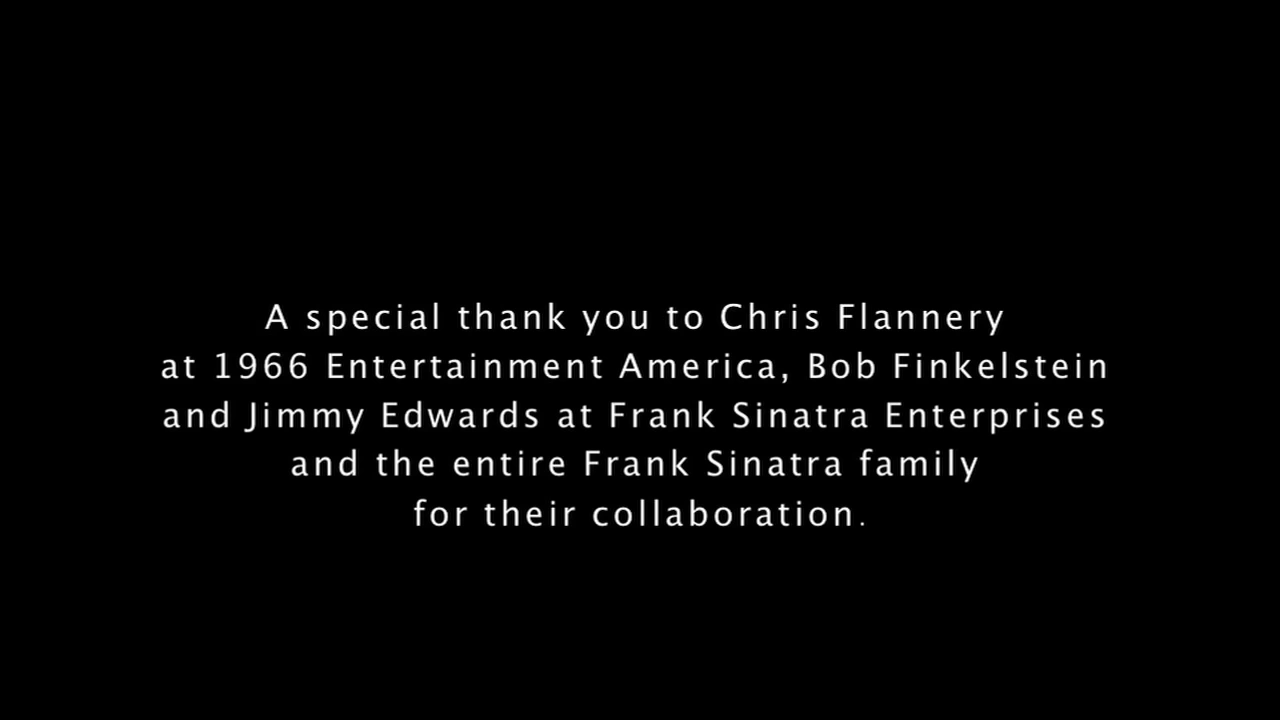 A special thank you to Chris Flannery
at 1966 Entertainment America, Bob Finkelstein
and Jimmy Edwards at Frank Sinatra Enterprises
and the entire Frank Sinatra family
for their collaboration.